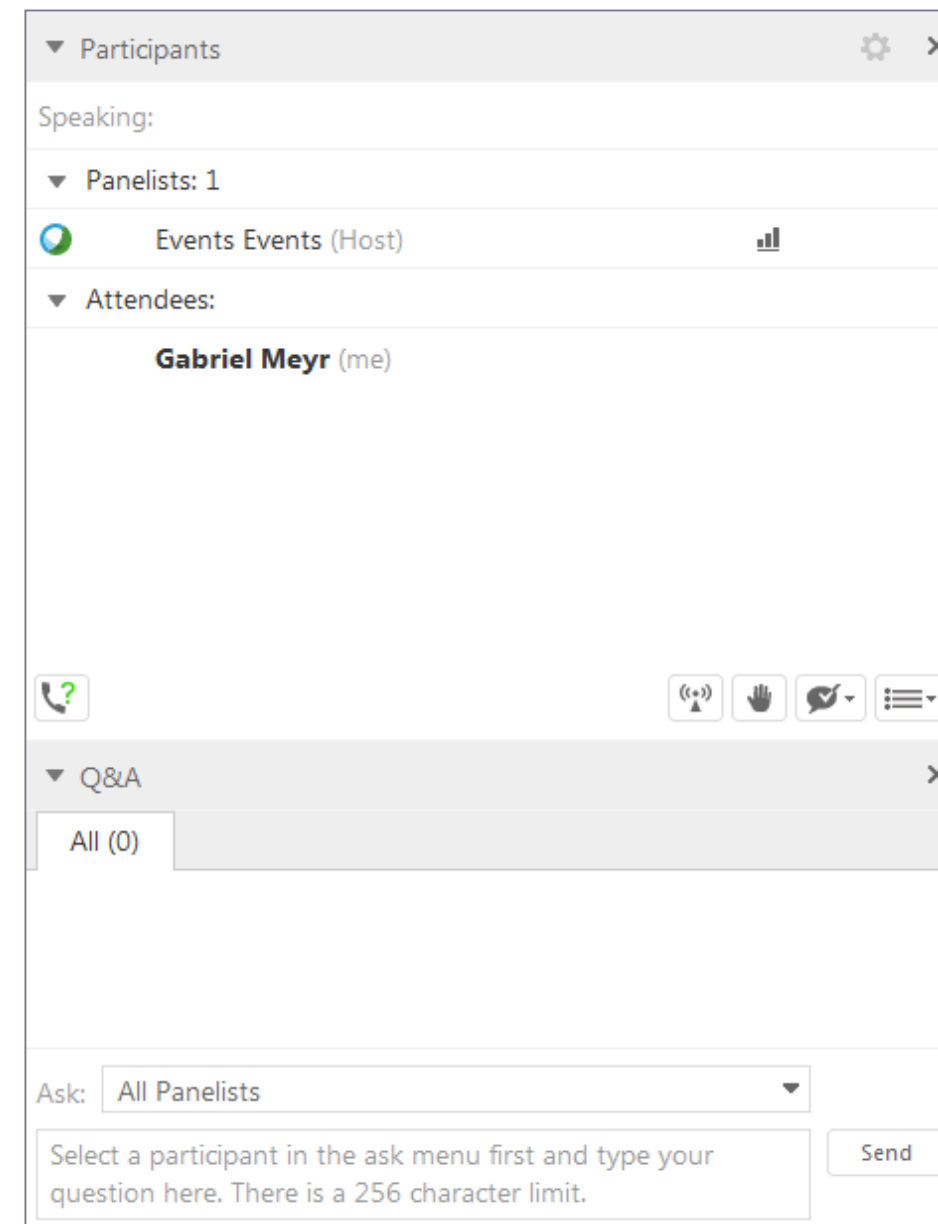 Participants
Speaking:
Panelists: 1
Events Events (Host)
Attendees:
Gabriel Meyr (me)
?
Q&A
All (0)
Ask: All Panelists
Select a participant in the ask menu first and type your
question here. There is a 256 character limit.
Send